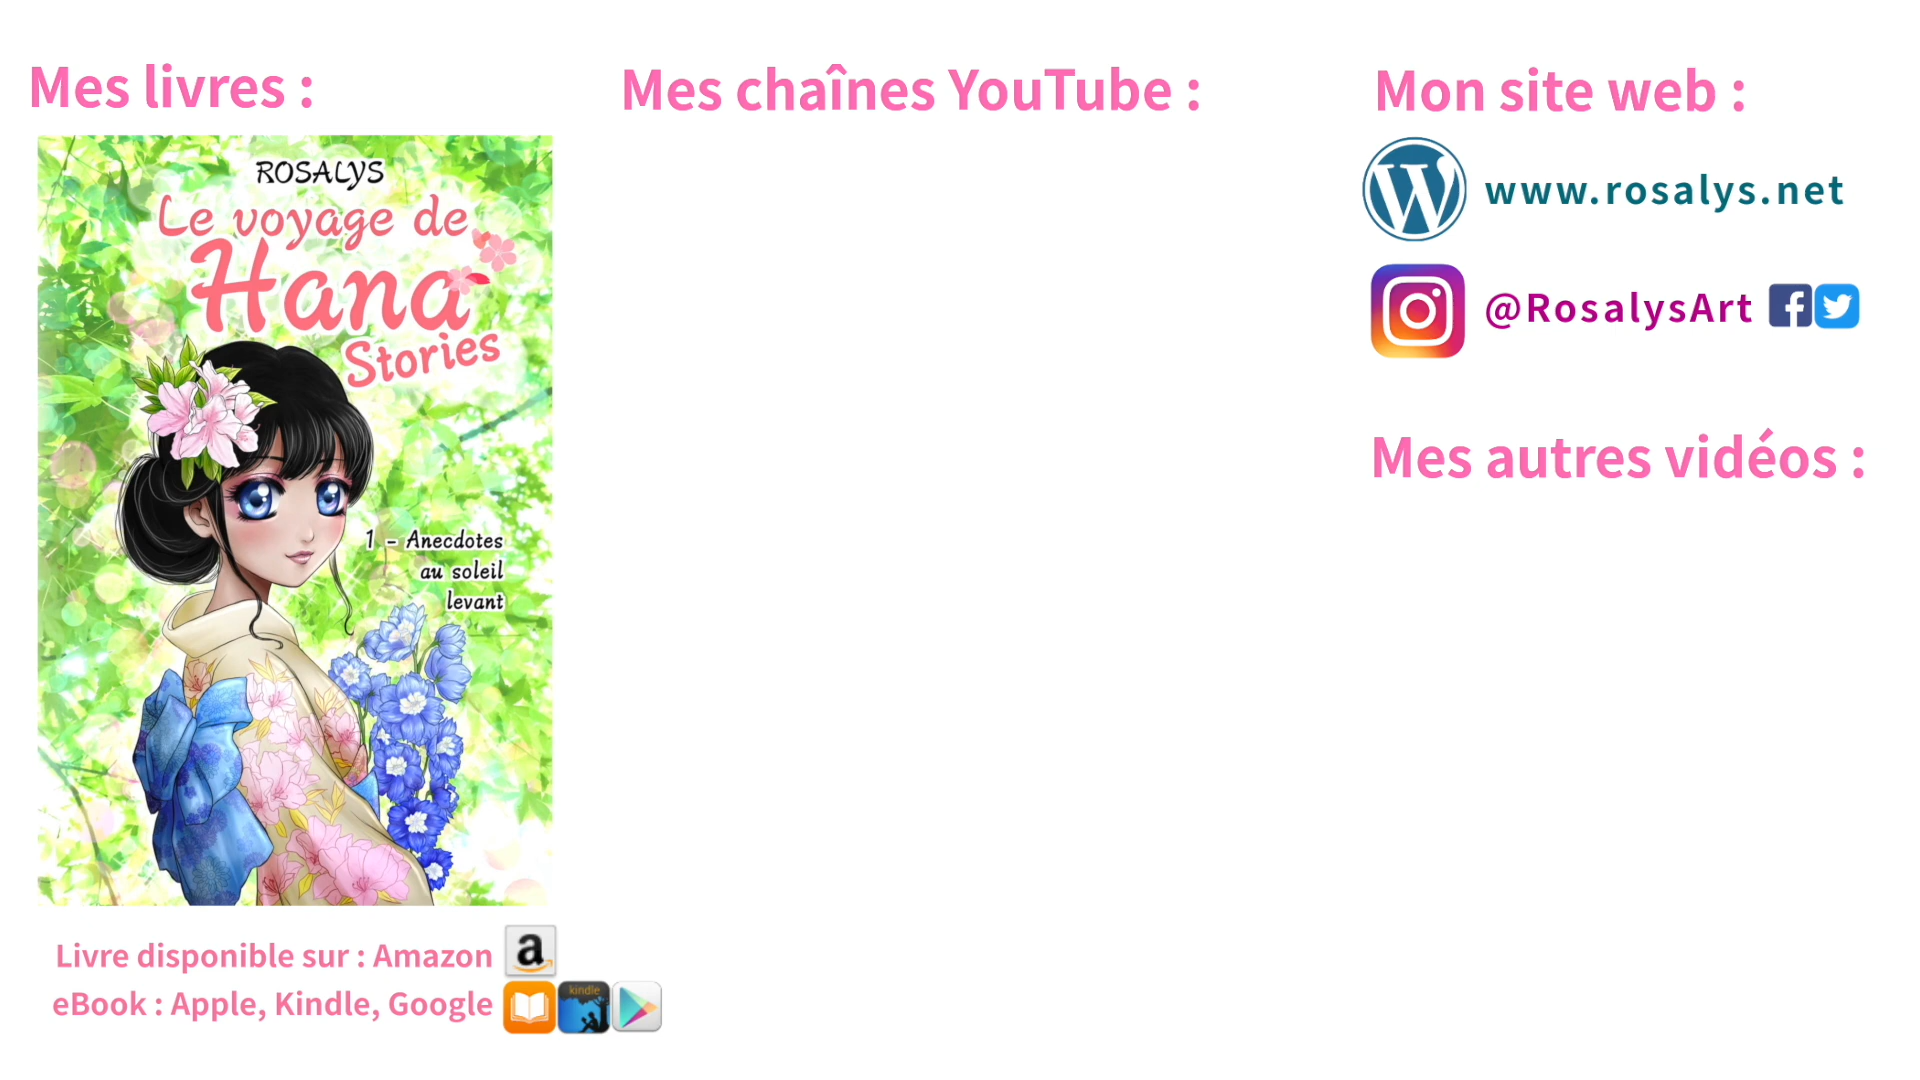 Mes livres :
ROSALYS
Le voyage de
Hana
Stories
1 - Anecdotes
au soleil
levant
Livre disponible sur : Amazon
a
eBook : Apple, Kindle, Google
kindle
Mes chaînes YouTube :
Mon site web :
www.rosalys.net
@RosalysArt
Mes autres vidéos :